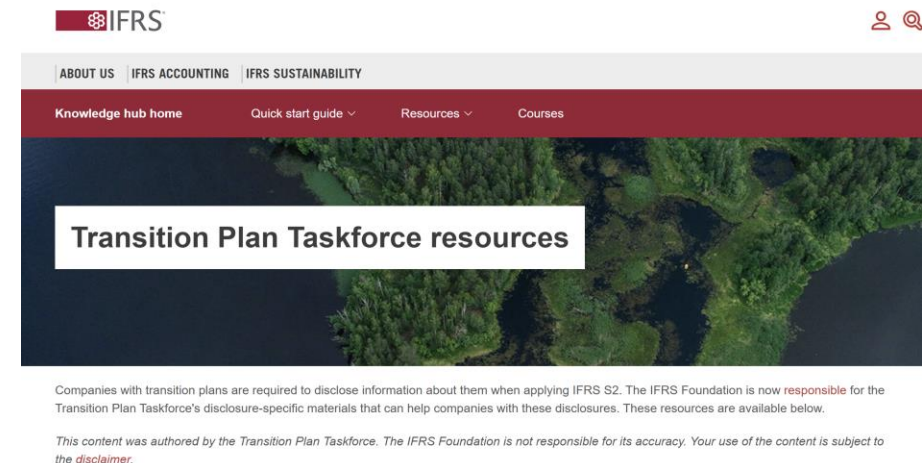 IFRS
ABOUT US IFRS ACCOUNTING IFRS SUSTAINABILITY
Knowledge hub home Quick start guide Resources Courses
Transition Plan Taskforce resources
Companies with transition plans are required to disclose information about them when applying IFRS S2. The IFRS Foundation is now responsible for the
Transition Plan Taskforce's disclosure-specific materials that can help companies with these disclosures. These resources are available below.
This content was authored by the Transition Plan Taskforce. The IFRS Foundation is not responsible for its accuracy. Your use of the content is subject to
the disclaimer.